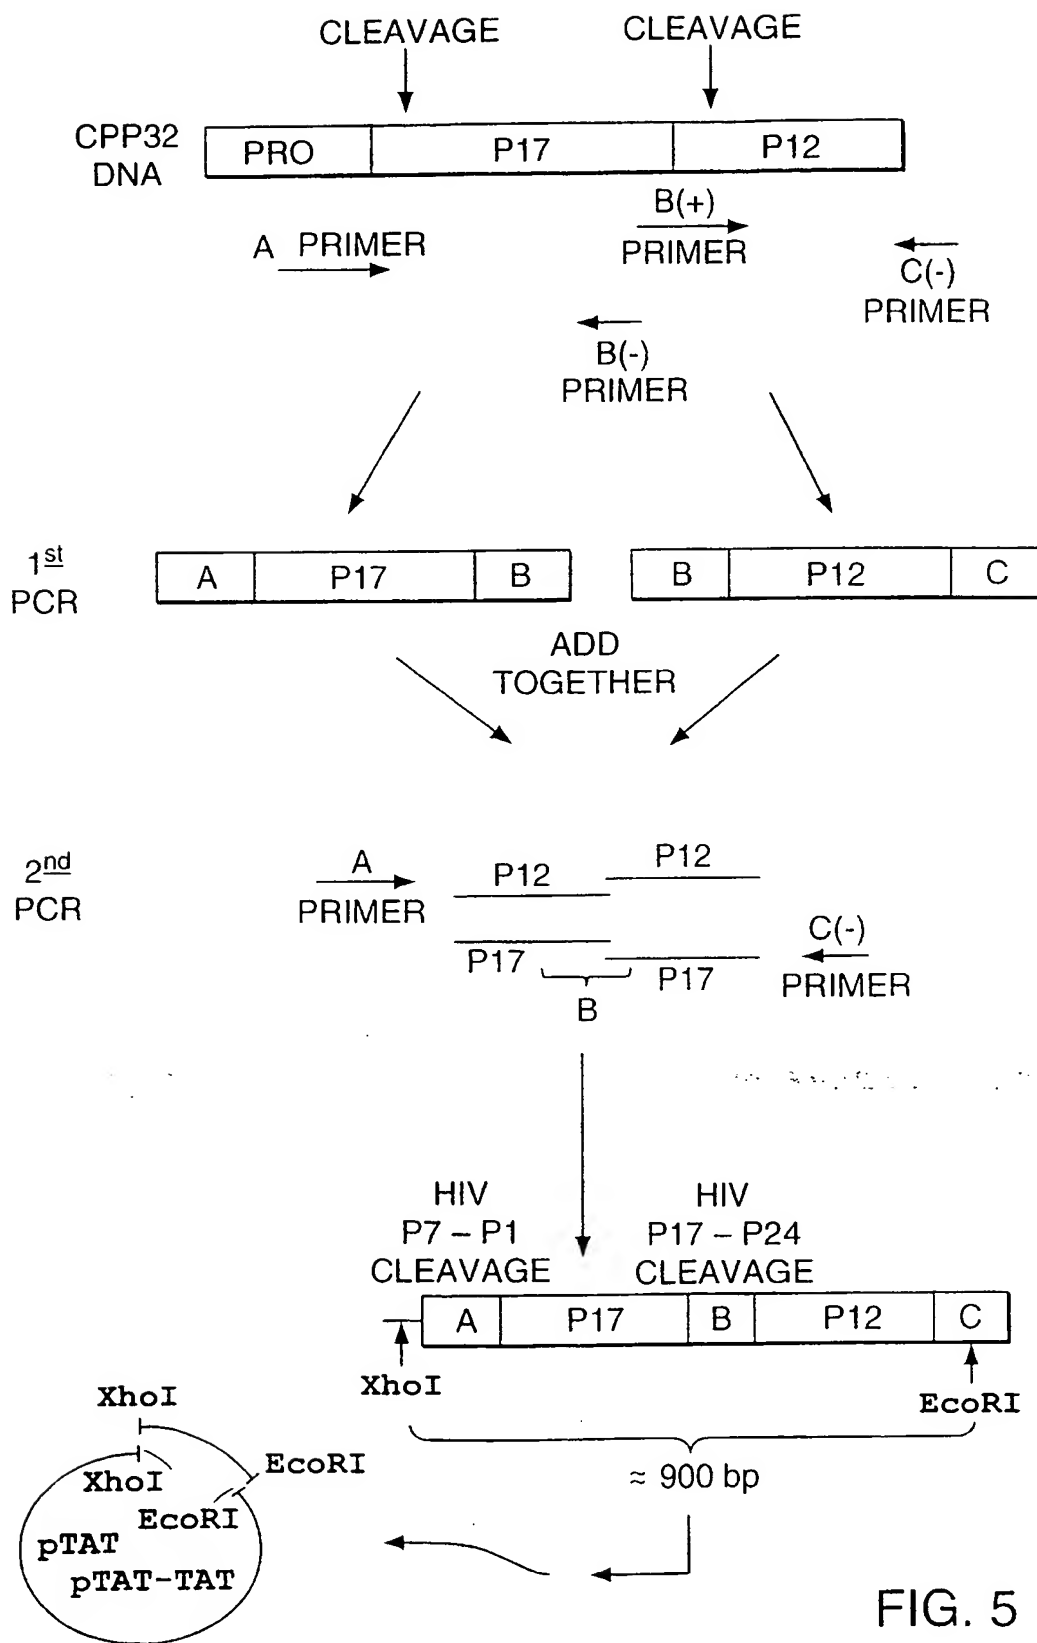 CLEAVAGE CLEAVAGE
CPP32
DNA
PRO P17 P12
A PRIMER
B(+)
PRIMER
C(-)
PRIMER
B(-)
PRIMER
1st
PCR
A P17 B
B P12 C
ADD
TOGETHER
2nd
PCR
A
PRIMER
P12 P12
P17 P17
B
C(-)
PRIMER
HIV
P7 – P1
CLEAVAGE
HIV
P17 – P24
CLEAVAGE
A P17 B P12 C
XhoI
EcoRI
≈ 900 bp
XhoI
EcoRI
XhoI
EcoRI
pTAT
pTAT-TAT
FIG. 5